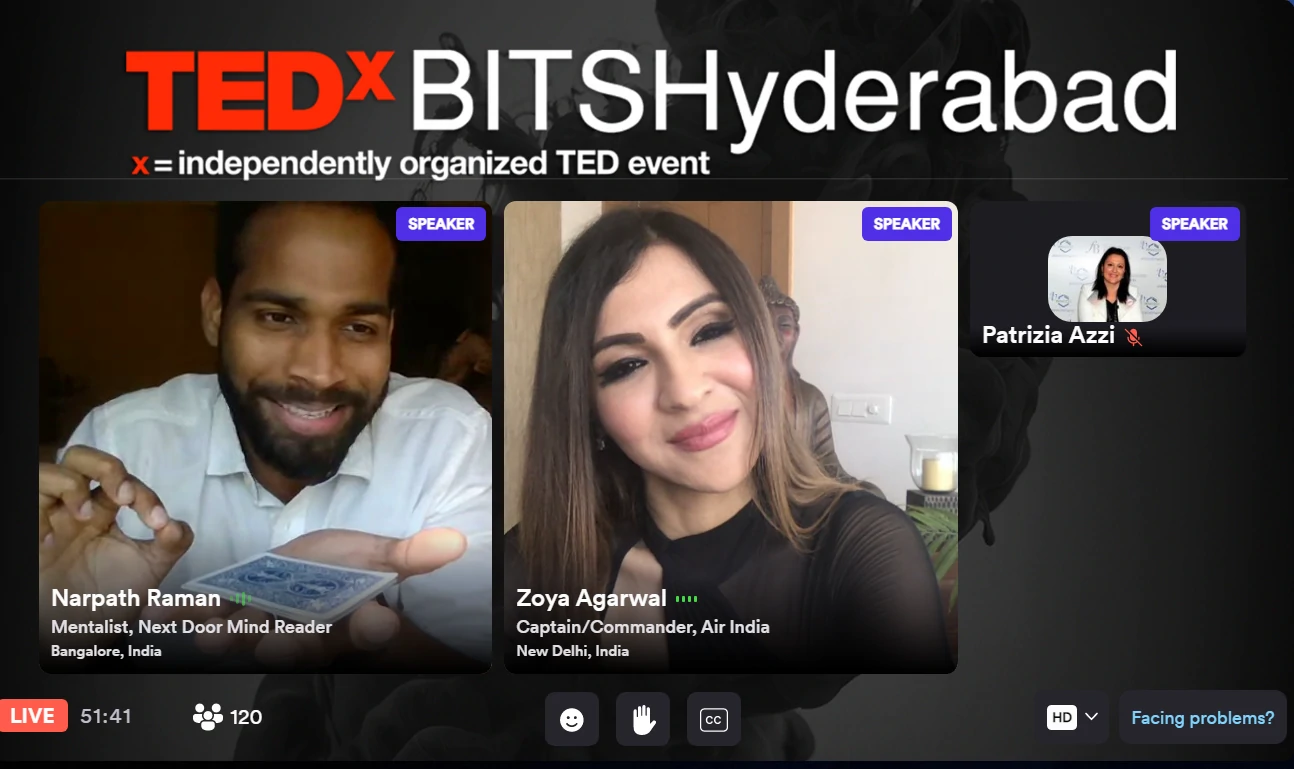 TEDx BITSHyderabad
x = independently organized TED event
SPEAKER
Narpath Raman
Mentalist, Next Door Mind Reader
Bangalore, India
SPEAKER
Zoya Agarwal
Captain/Commander, Air India
New Delhi, India
SPEAKER
Patrizia Azzi
LIVE 51:41 120
CC
HD
Facing problems?